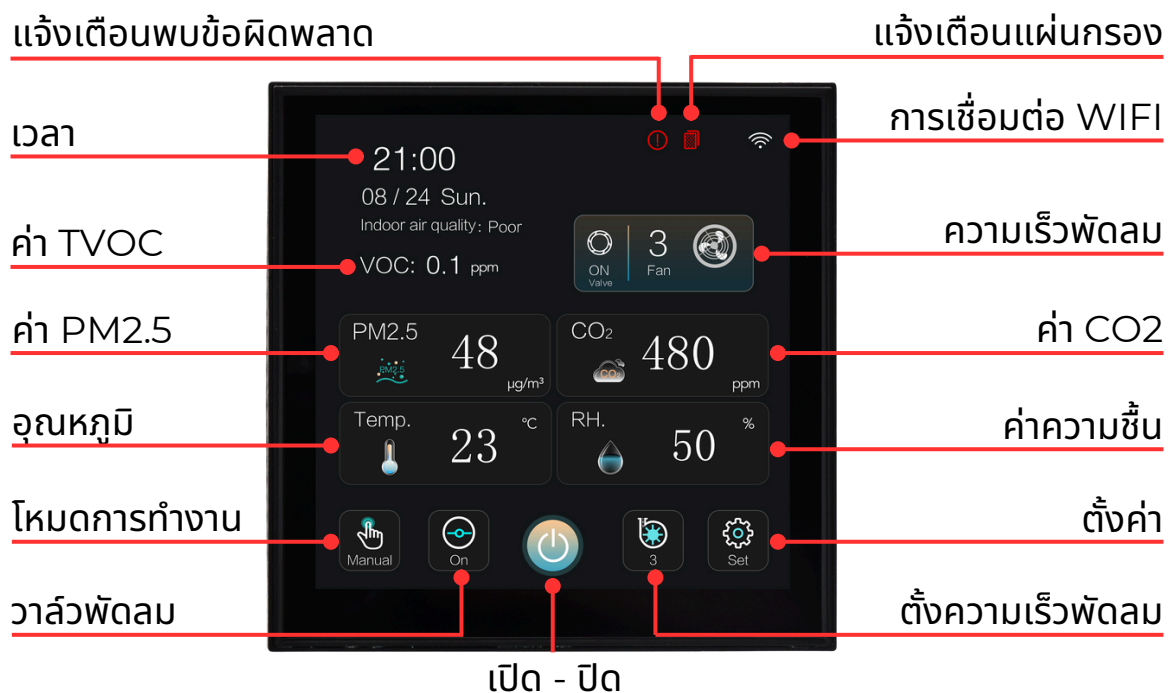 แจ้งเตือนพบข้อผิดพลาด
แจ้งเตือนแผ่นกรอง
เวลา
การเชื่อมต่อ WIFI
21:00
08 / 24 Sun.
Indoor air quality: Poor
ค่า TVOC
VOC: 0.1 ppm
ON
Valve
3
Fan
ความเร็วพัดลม
ค่า PM2.5
PM2.5
PM2.5
48
µg/m³
CO₂
CO₂
480
ppm
ค่า CO2
อุณหภูมิ
Temp.
23
°C
RH.
50
%
ค่าความชื้น
โหมดการทำงาน
Manual
On
3
Set
ตั้งค่า
วาล์วพัดลม
ตั้งความเร็วพัดลม
เปิด - ปิด